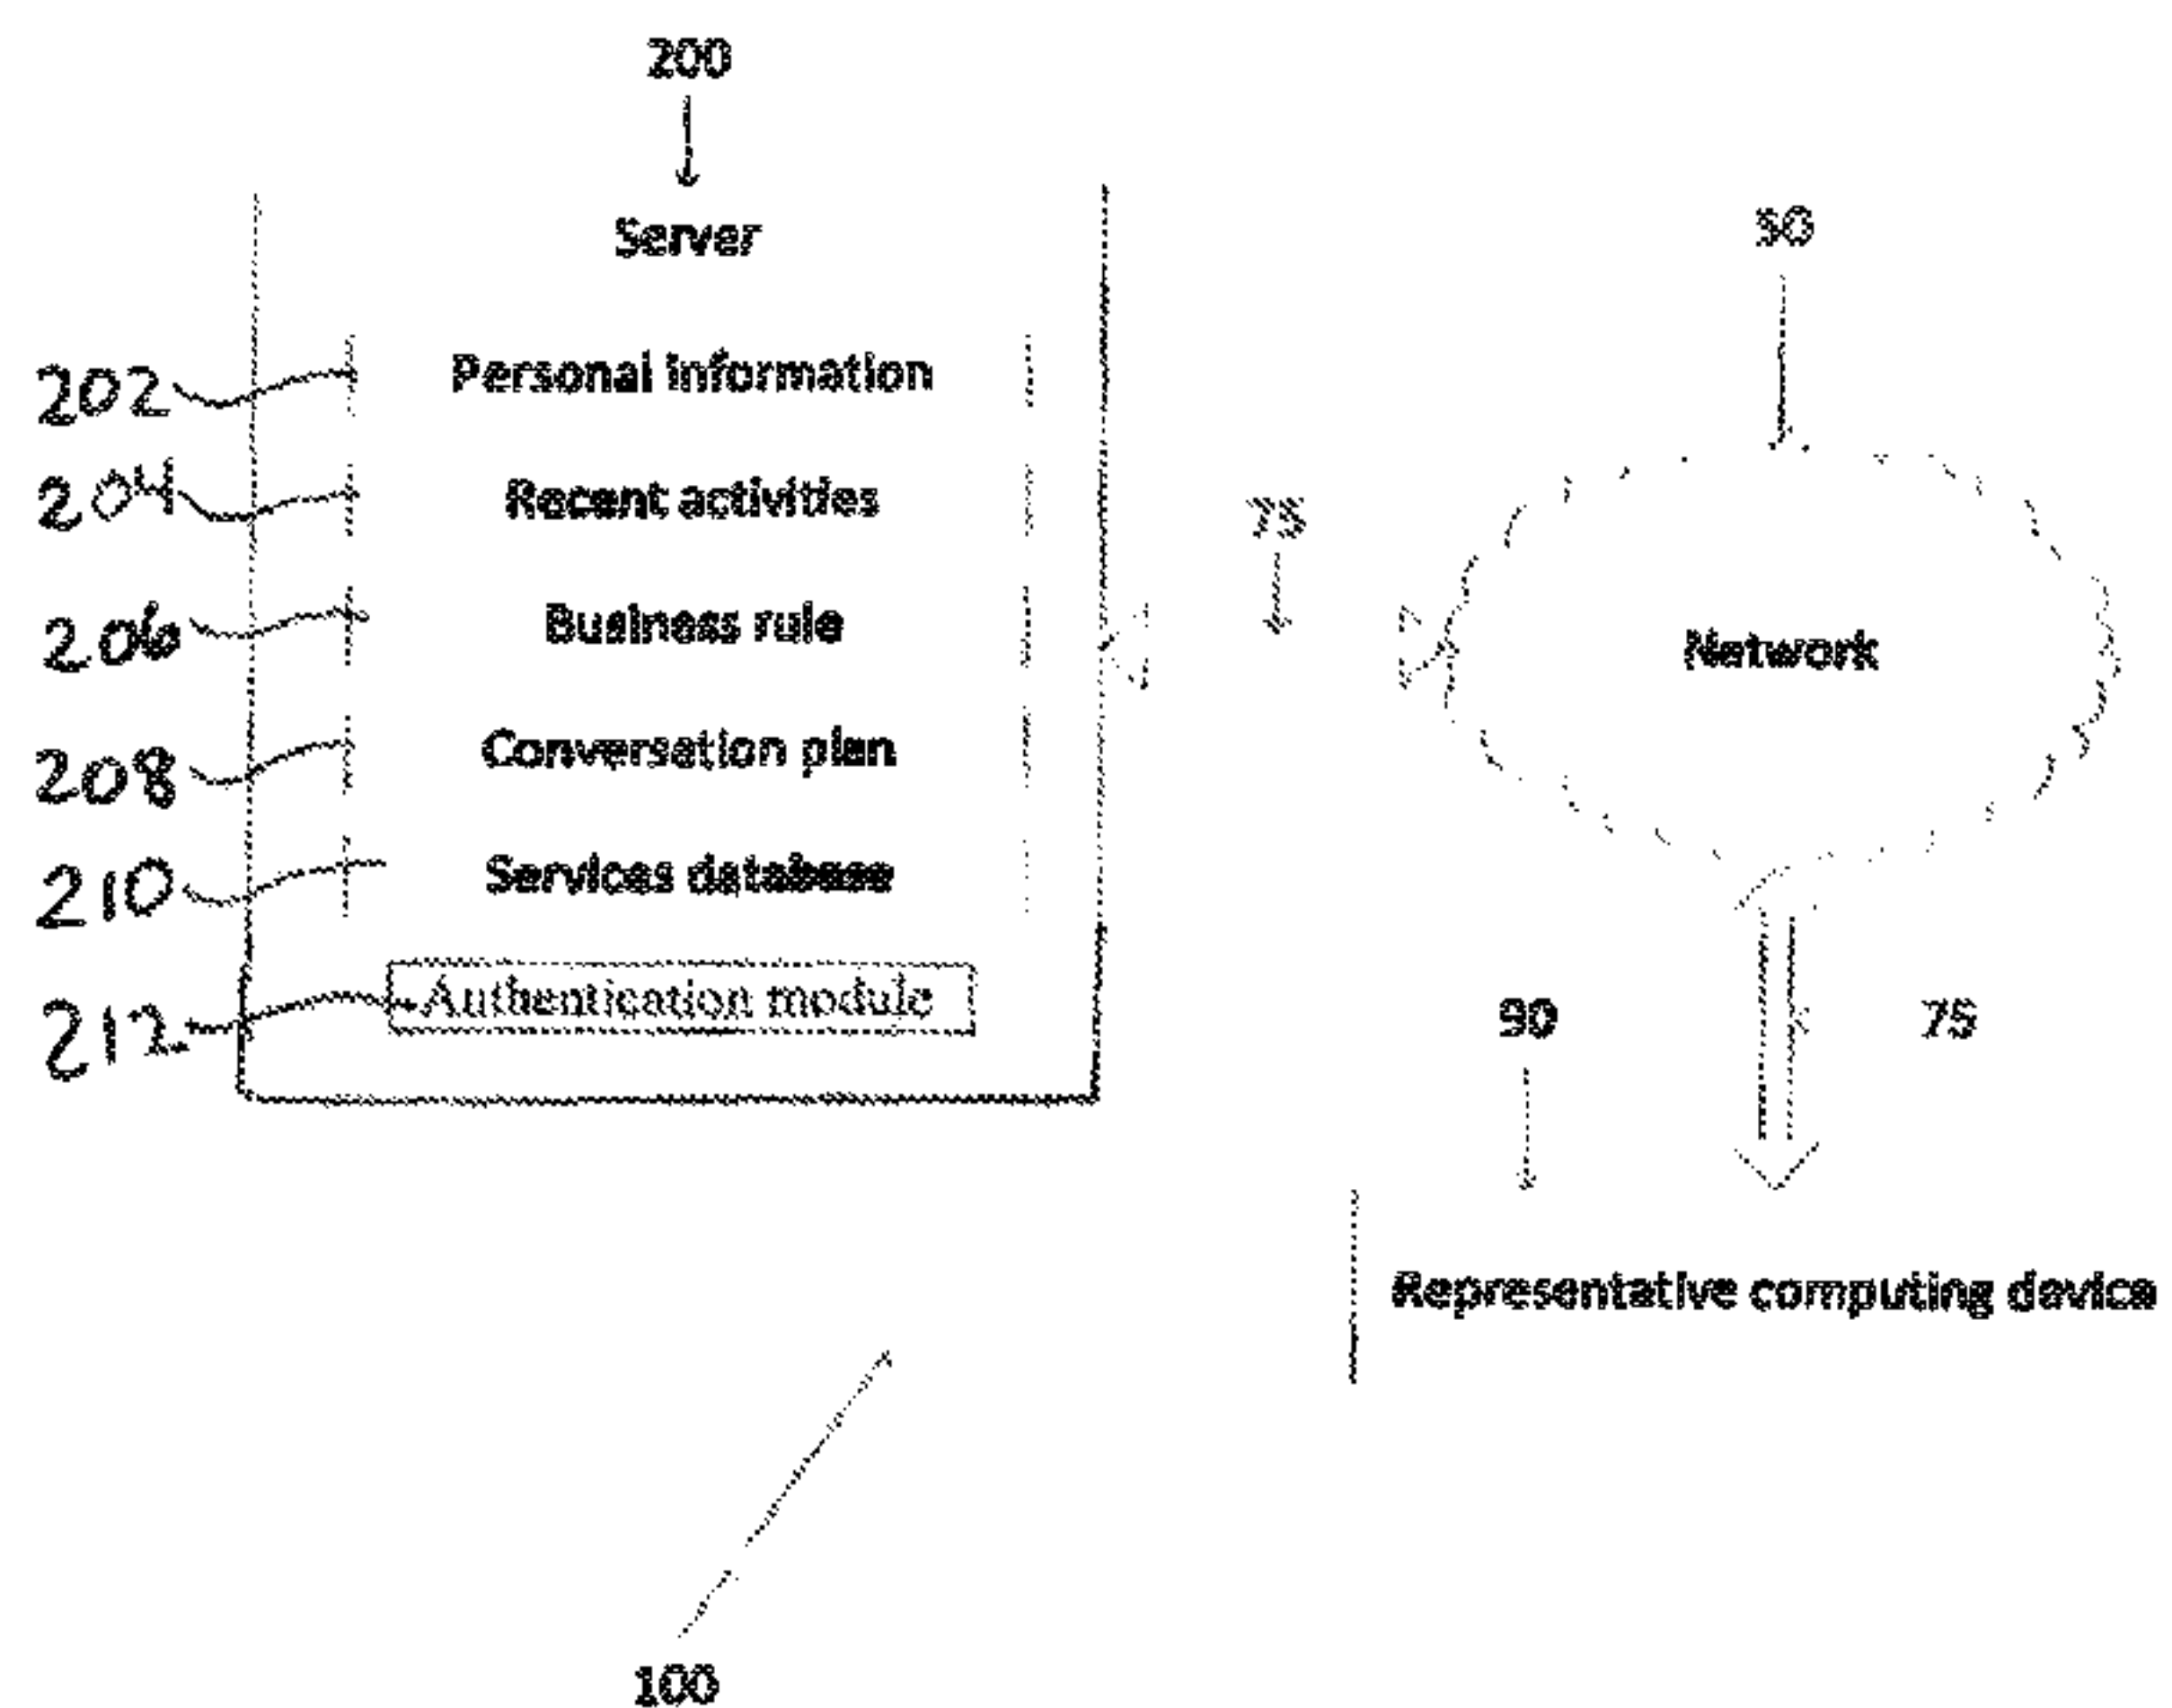 200
Server
202 Personal information
204 Recent activities
206 Business rule
208 Conversation plan
210 Services database
212 Authentication module
75
50
Network
90
75
Representative computing device
100